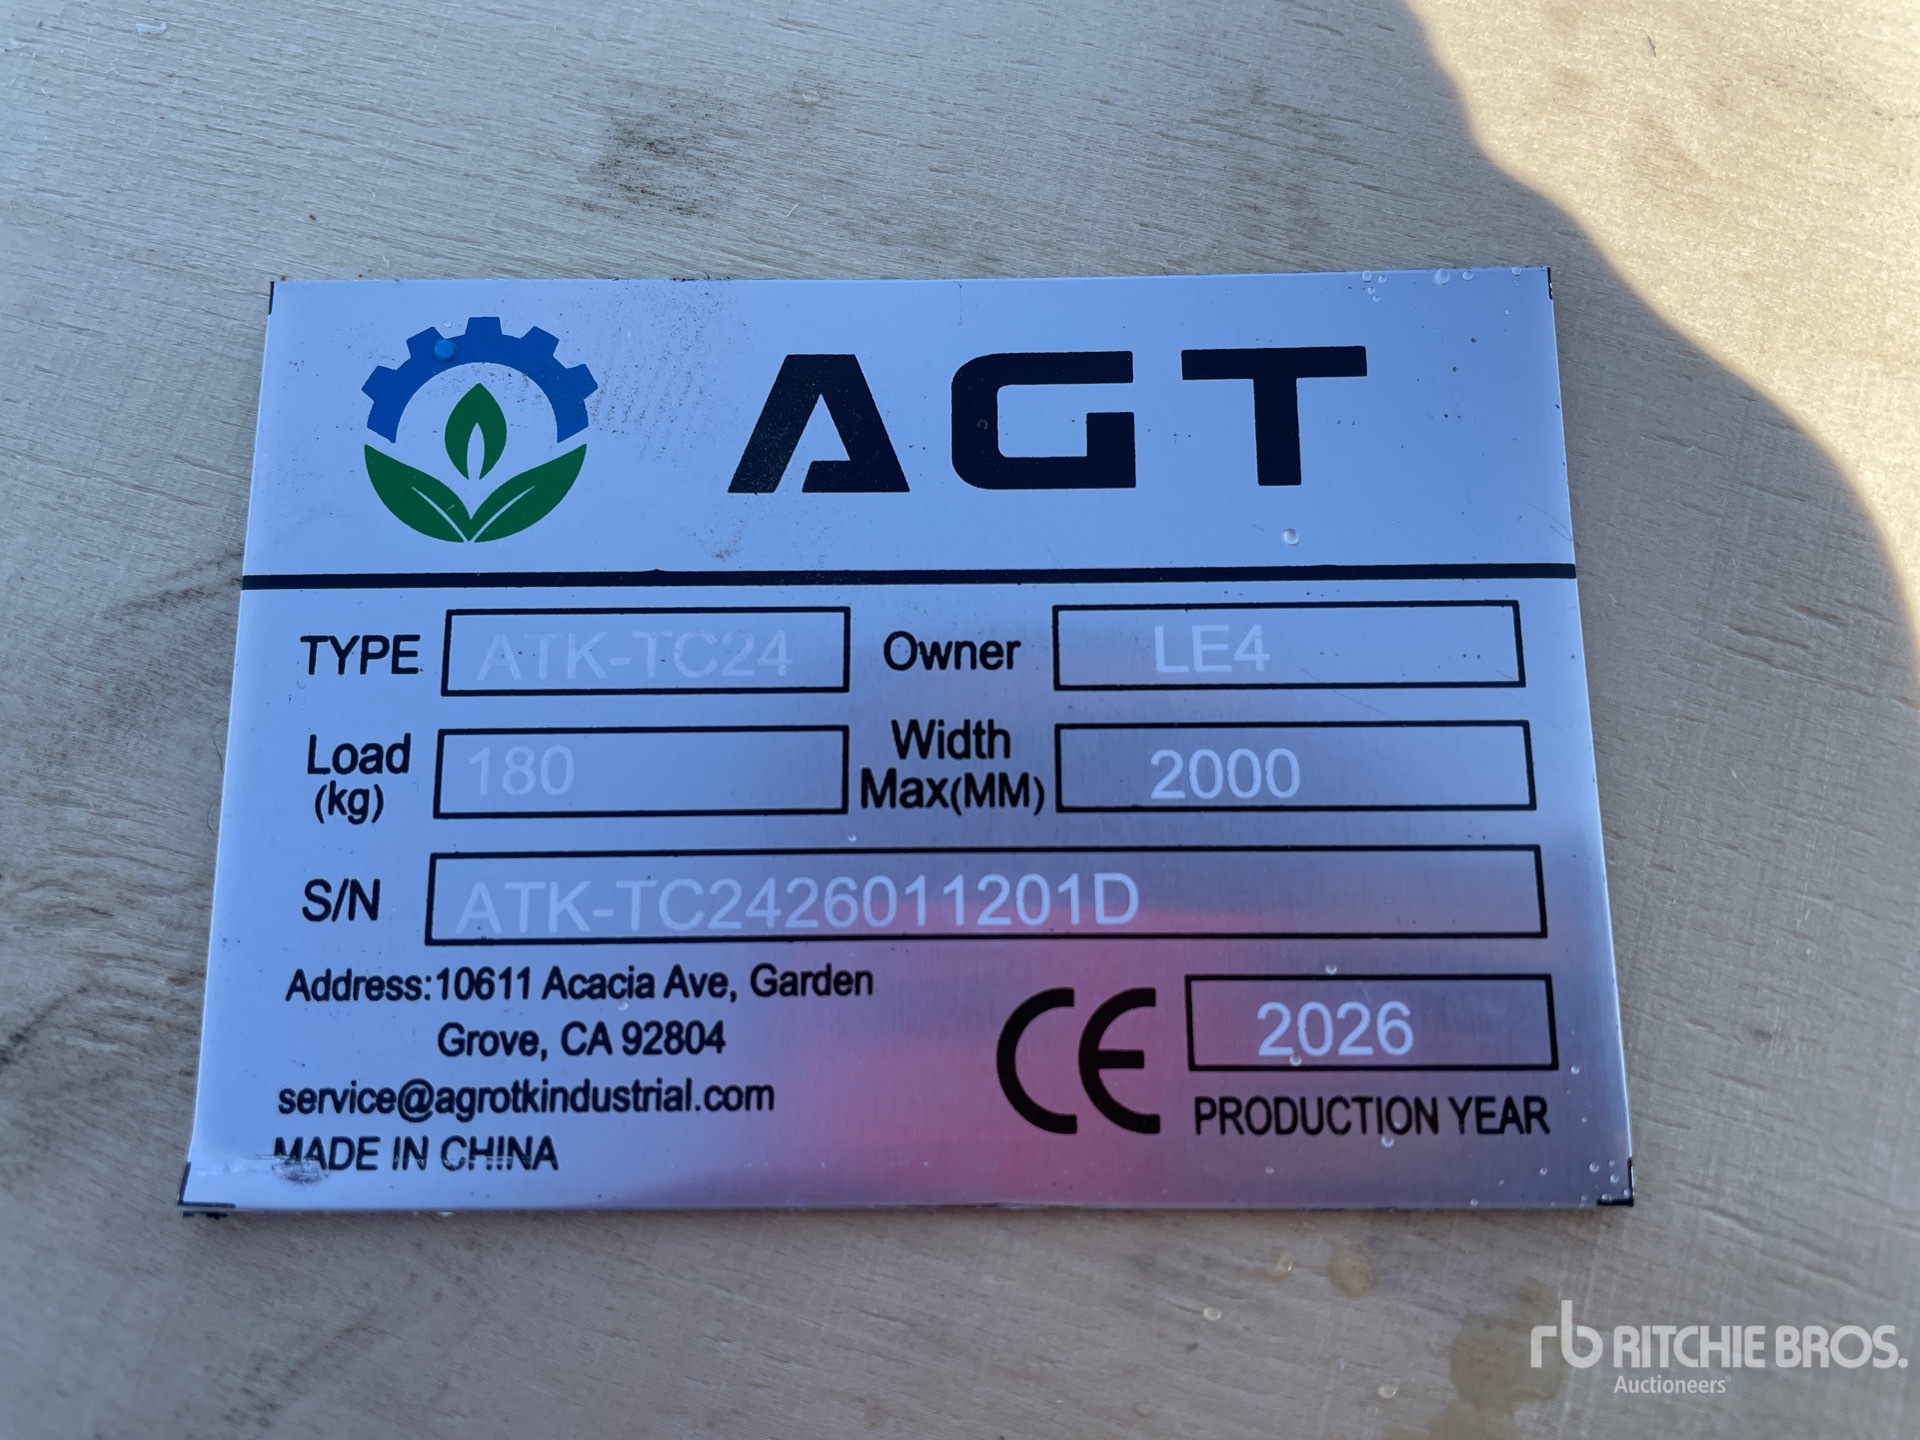 AGT
TYPE ATK-TC24 Owner LE4
Load (kg) 180 Width Max(MM) 2000
S/N ATK-TC2426011201D
Address:10611 Acacia Ave, Garden
Grove, CA 92804
service@agrotkindustrial.com
MADE IN CHINA
CE 2026
PRODUCTION YEAR
rb RITCHIE BROS.
Auctioneers